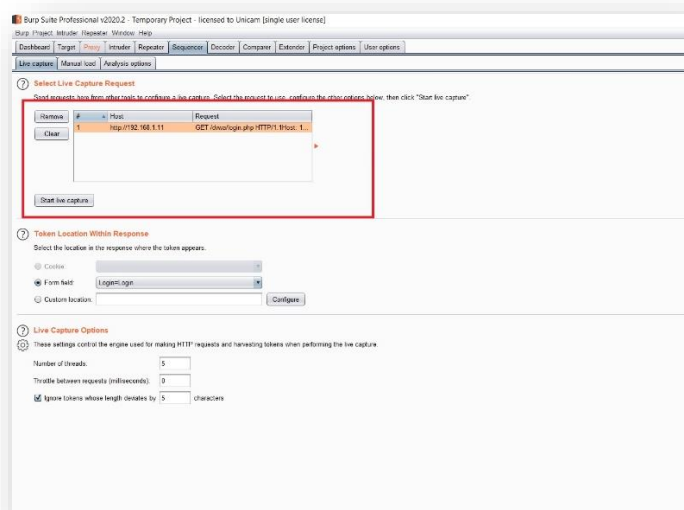 Burp Suite Professional v2020.2 - Temporary Project - licensed to Unicam [single user license]
Burp Project Intruder Repeater Window Help
Dashboard Target Proxy Intruder Repeater Sequencer Decoder Comparer Extender Project options User options
Live capture Manual load Analysis options
? Select Live Capture Request
Send requests here from other tools to configure a live capture. Select the request to use, configure the other options below, then click "Start live capture".
Remove # Host Request
1 http://192.168.1.11 GET /dvwa/login.php HTTP/1.1Host: 1...
Clear
Start live capture
? Token Location Within Response
Select the location in the response where the token appears.
Cookie:
Form field: Login=Login
Custom location: Configure
? Live Capture Options
These settings control the engine used for making HTTP requests and harvesting tokens when performing the live capture.
Number of threads: 5
Throttle between requests (milliseconds): 0
Ignore tokens whose length deviates by 5 characters